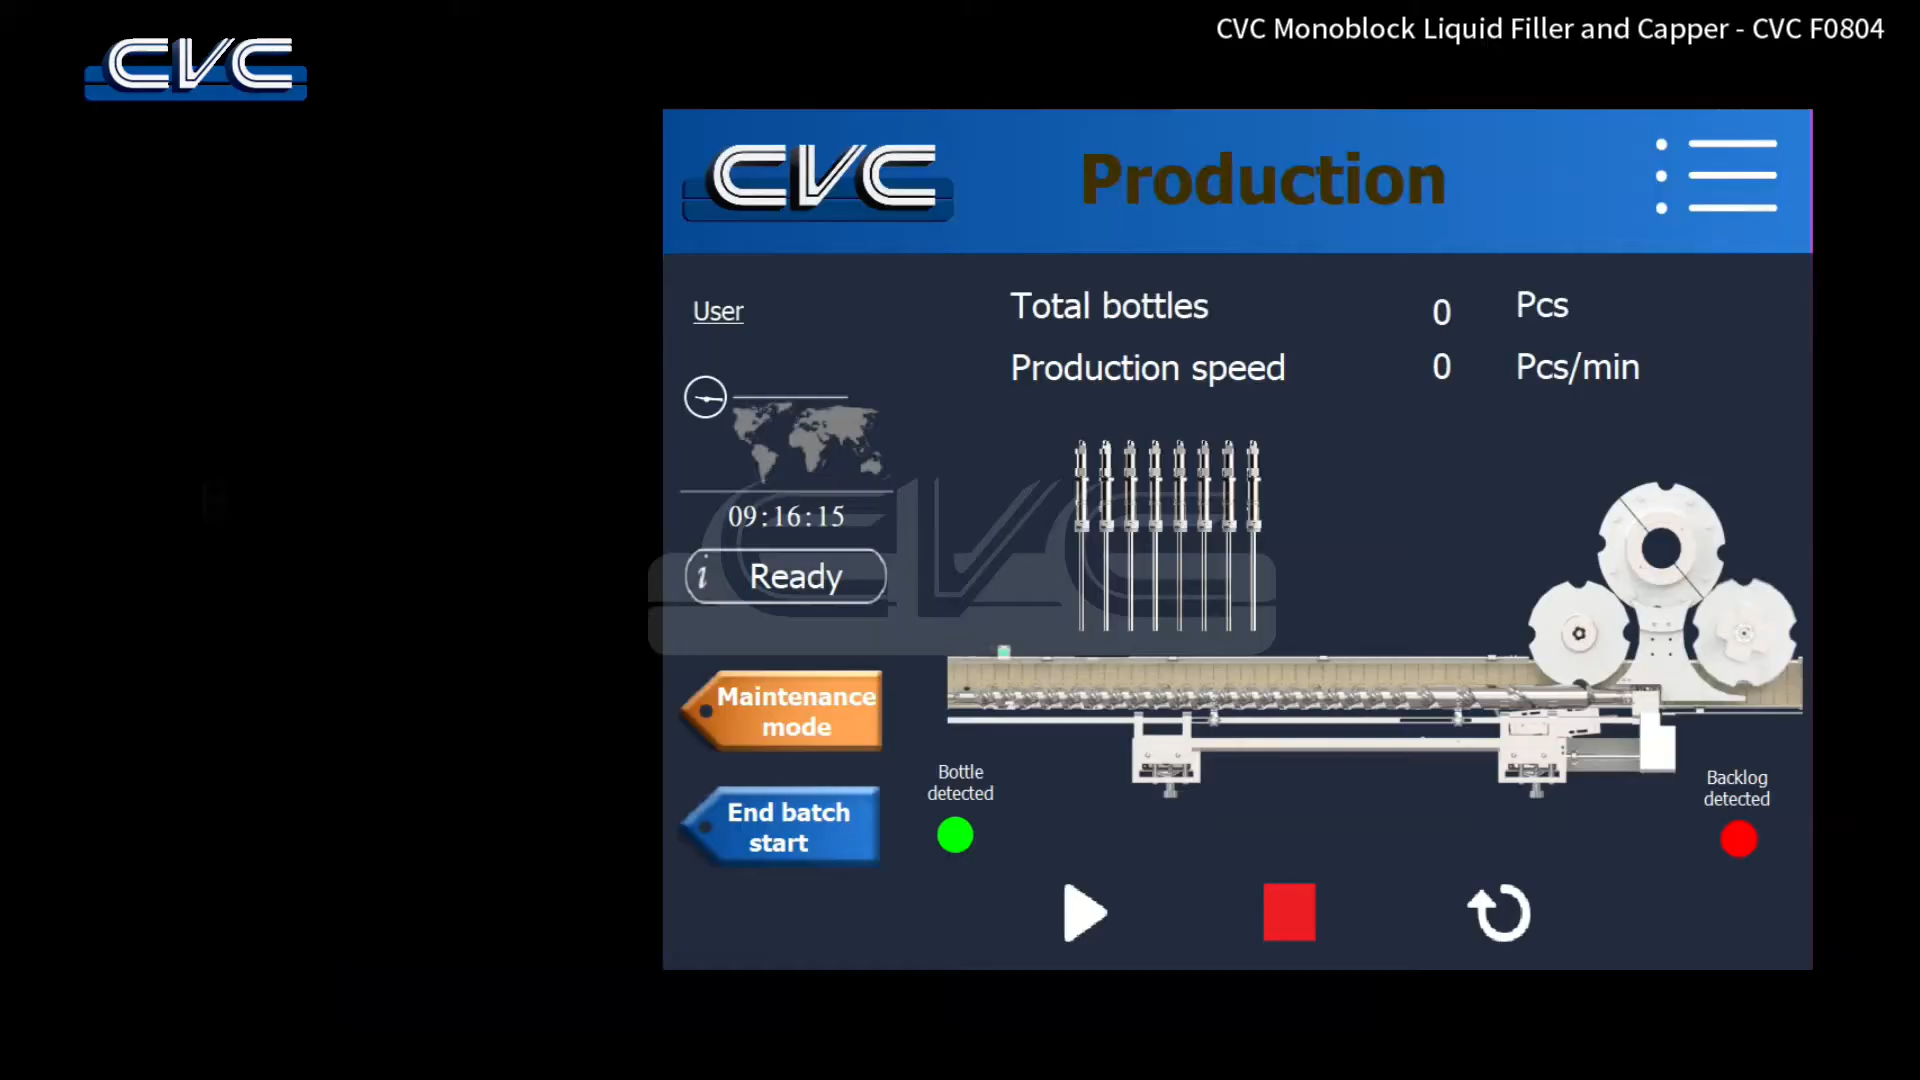 CVC Monoblock Liquid Filler and Capper - CVC F0804
CVC
CVC
Production
User
Total bottles 0 Pcs
Production speed 0 Pcs/min
09:16:15
i Ready
CVC
Maintenance
mode
End batch
start
Bottle
detected
Backlog
detected